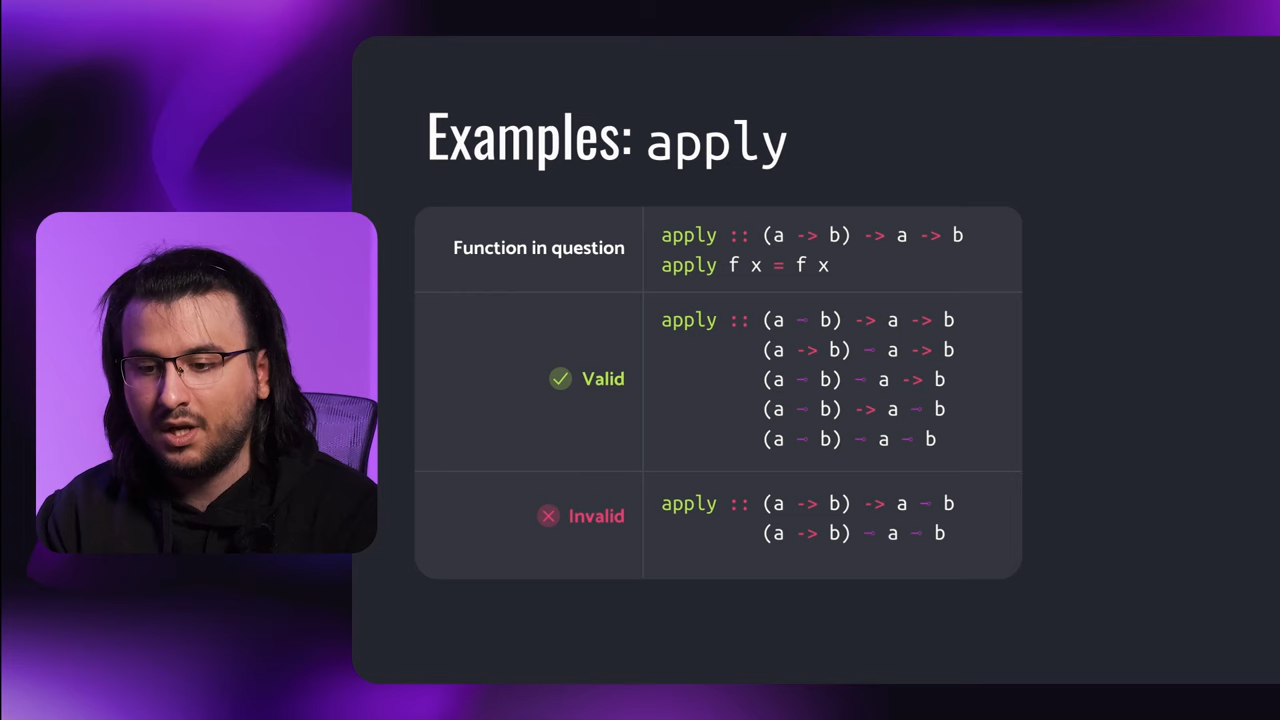 Examples: apply
Function in question
apply :: (a -> b) -> a -> b
apply f x = f x
Valid
apply :: (a ⊸ b) -> a -> b
(a -> b) ⊸ a -> b
(a ⊸ b) ⊸ a -> b
(a ⊸ b) -> a ⊸ b
(a ⊸ b) ⊸ a ⊸ b
Invalid
apply :: (a -> b) -> a ⊸ b
(a -> b) ⊸ a ⊸ b